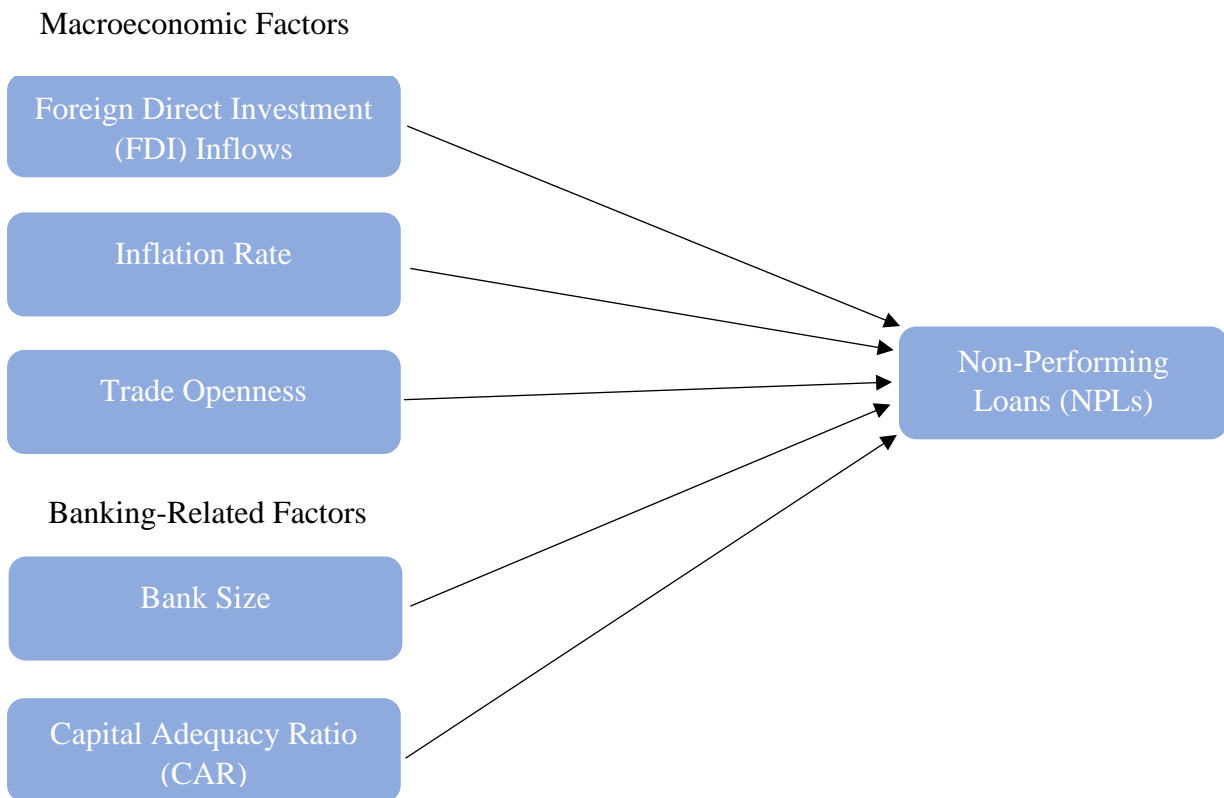 Macroeconomic Factors
Foreign Direct Investment
(FDI) Inflows
Inflation Rate
Trade Openness
Non-Performing
Loans (NPLs)
Banking-Related Factors
Bank Size
Capital Adequacy Ratio
(CAR)